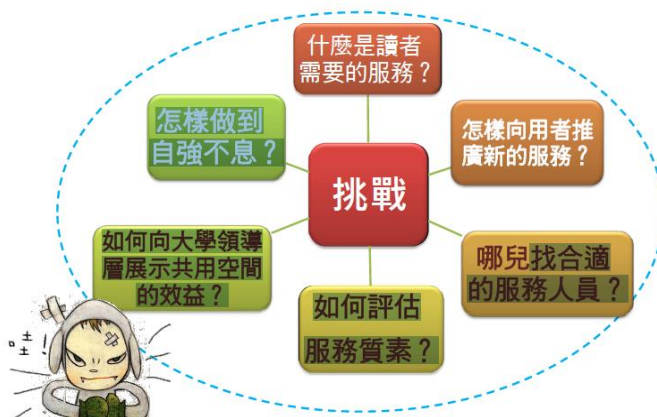 什麼是讀者
需要的服務？
怎樣向用者推
廣新的服務？
哪兒找合適
的服務人員？
如何評估
服務質素？
如何向大學領導
層展示共用空間
的效益？
怎樣做到
自強不息？
挑戰
吐！